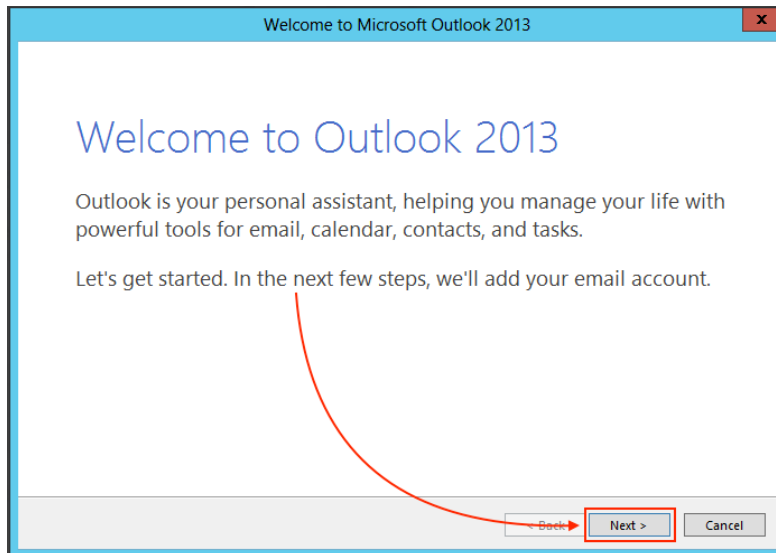 Welcome to Microsoft Outlook 2013
x
Welcome to Outlook 2013
Outlook is your personal assistant, helping you manage your life with
powerful tools for email, calendar, contacts, and tasks.
Let's get started. In the next few steps, we'll add your email account.
< Back
Next >
Cancel